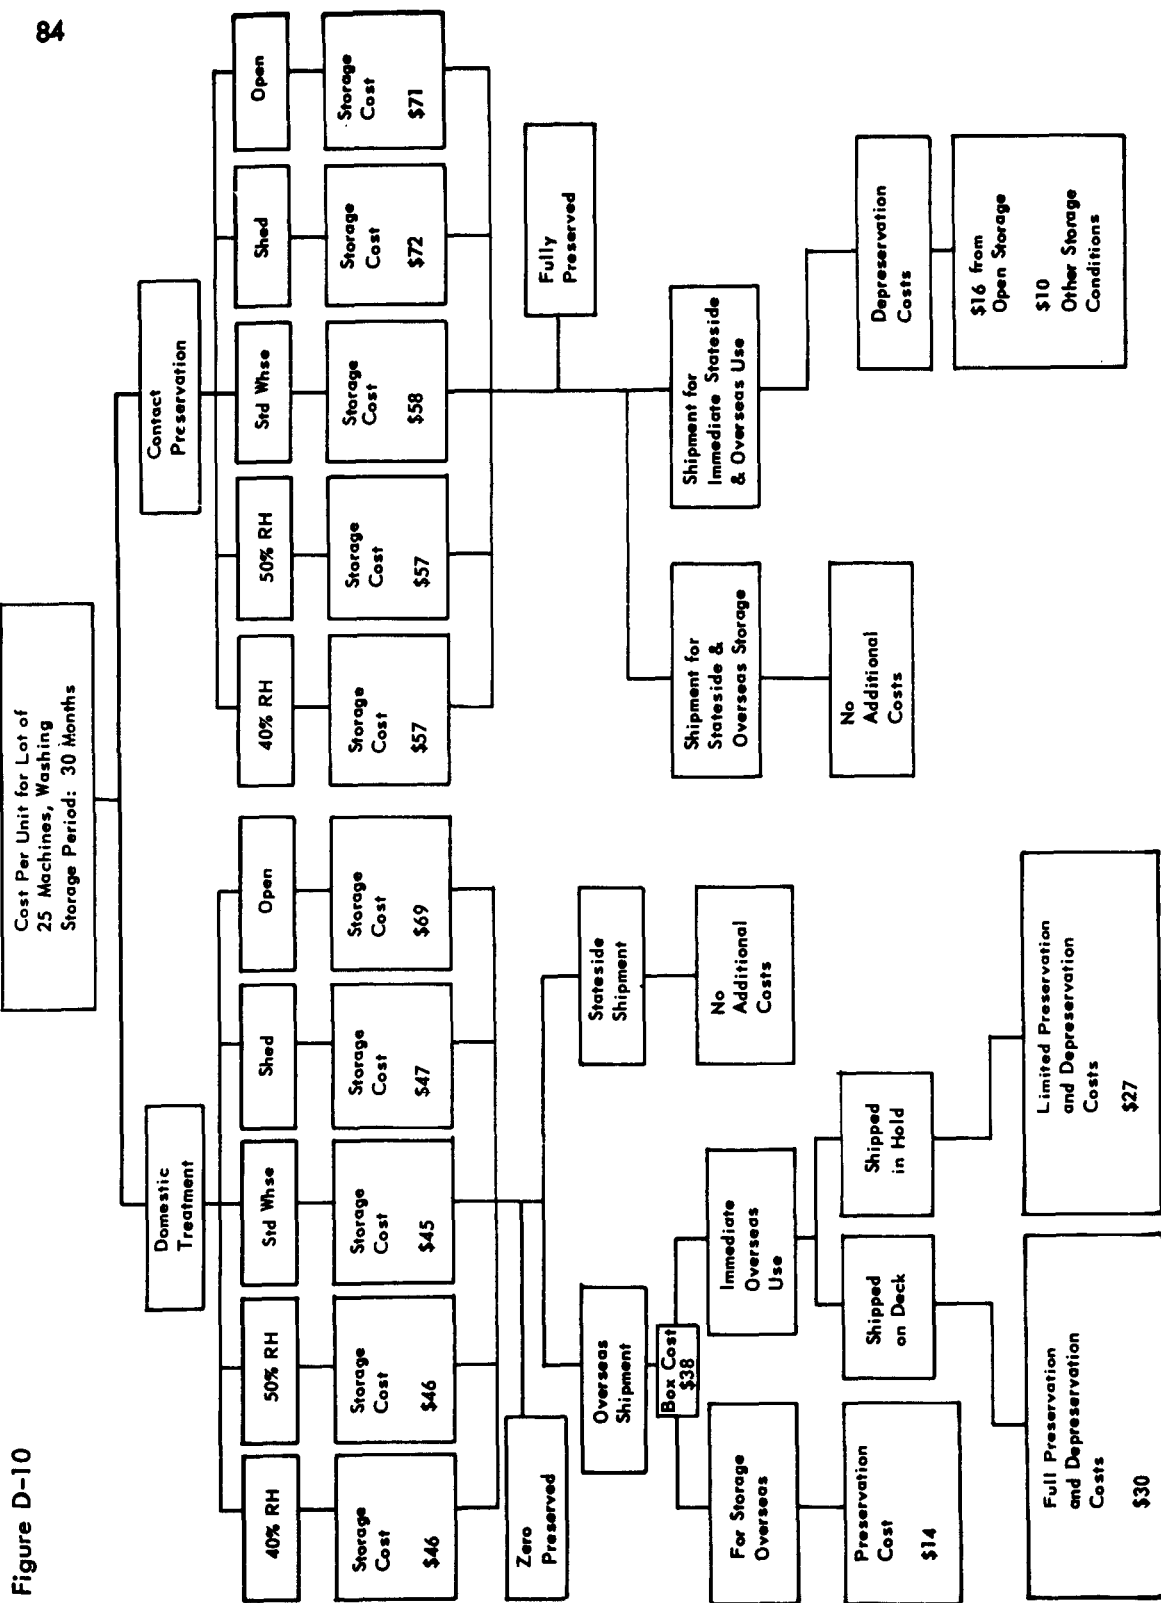 84
Figure D-10
Cost Per Unit for Lot of
25 Machines, Washing
Storage Period: 30 Months
Domestic
Treatment
Contact
Preservation
40% RH
50% RH
Std Whse
Shed
Open
40% RH
50% RH
Std Whse
Shed
Open
Storage
Cost
$46
Storage
Cost
$46
Storage
Cost
$45
Storage
Cost
$47
Storage
Cost
$69
Storage
Cost
$57
Storage
Cost
$57
Storage
Cost
$58
Storage
Cost
$72
Storage
Cost
$71
Zero
Preserved
Fully
Preserved
Overseas
Shipment
Stateside
Shipment
Box Cost
$38
No
Additional
Costs
For Storage
Overseas
Immediate
Overseas
Use
Preservation
Cost
$14
Shipped
on Deck
Shipped
in Hold
Full Preservation
and Depreservation
Costs
$30
Limited Preservation
and Depreservation
Costs
$27
Shipment for
Stateside &
Overseas Storage
Shipment for
Immediate Stateside
& Overseas Use
No
Additional
Costs
Depreservation
Costs
$16 from
Open Storage
$10
Other Storage
Conditions